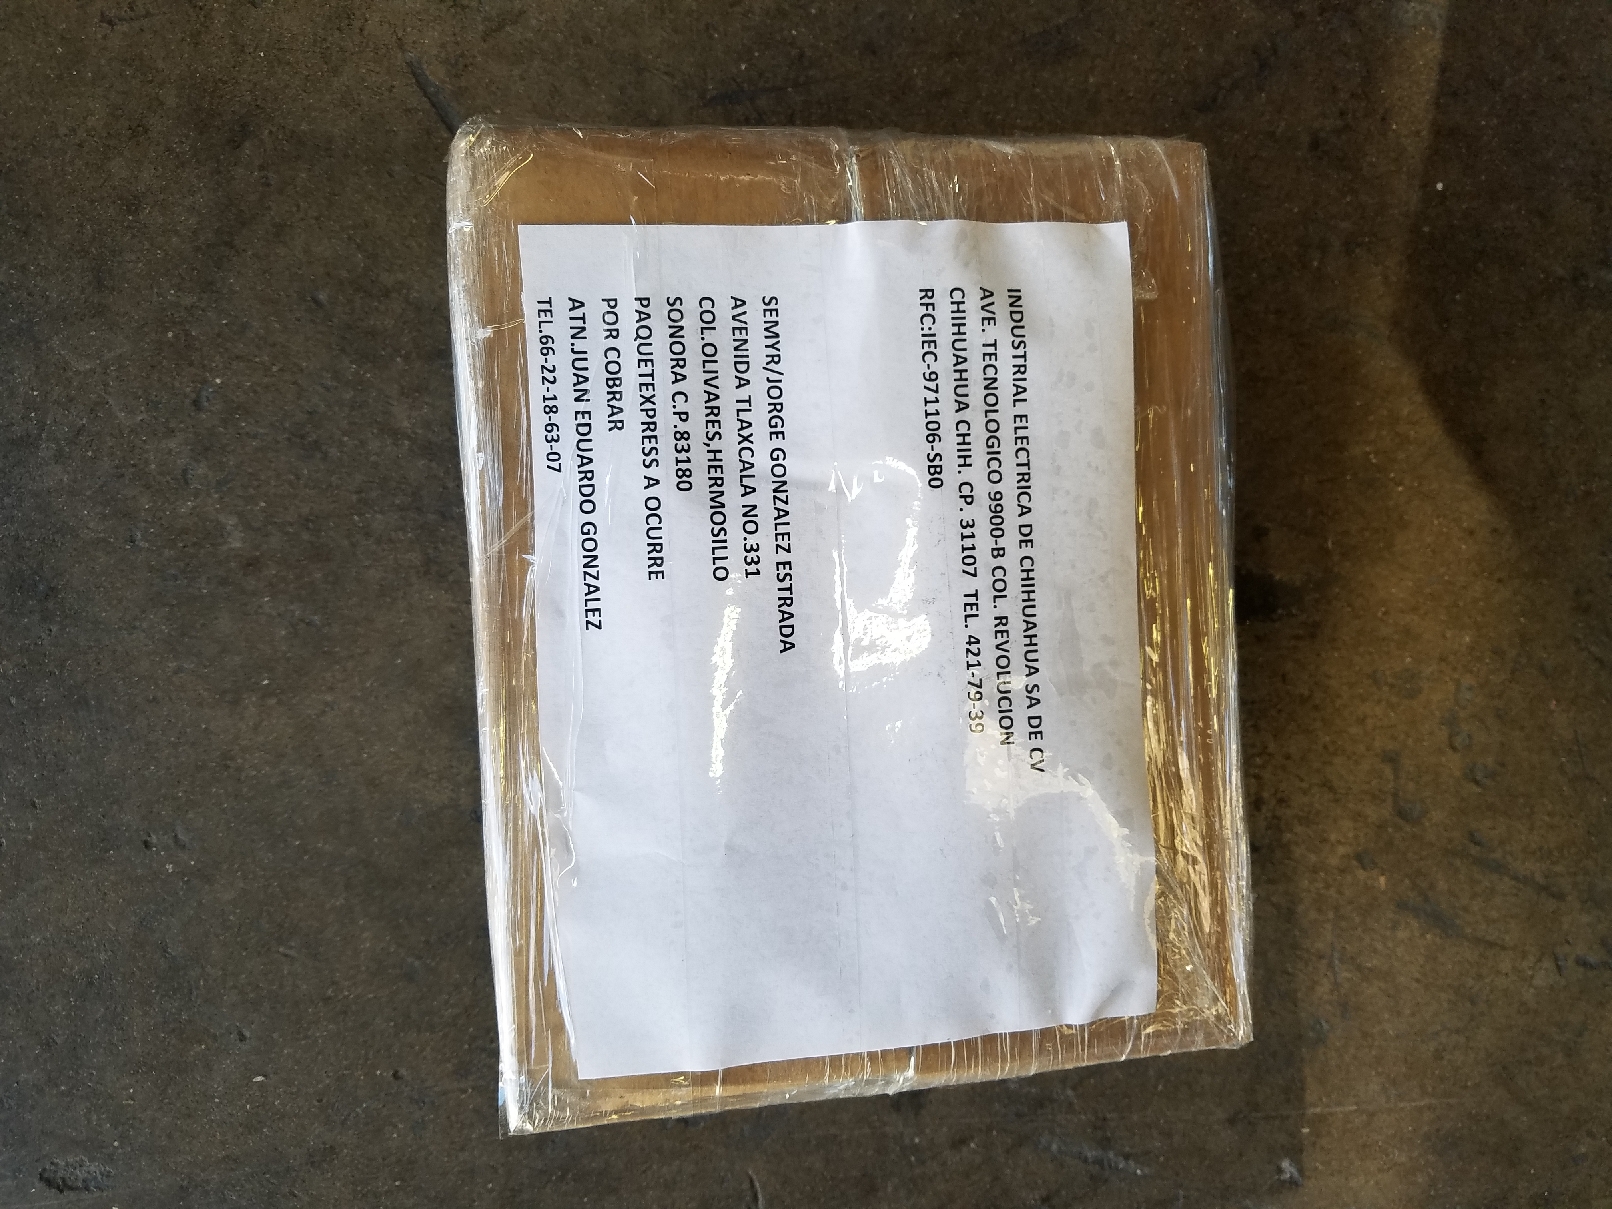 INDUSTRIAL ELECTRICA DE CHIHUAHUA SA DE CV
AVE. TECNOLOGICO 9900-B COL. REVOLUCION
CHIHUAHUA CHIH. CP. 31107 TEL. 421-79-39
RFC:IEC-971106-SB0
SEMYR/JORGE GONZALEZ ESTRADA
AVENIDA TLAXCALA NO.331
COL.OLIVARES,HERMOSILLO
SONORA C.P.83180
PAQUETEXPRESS A OCURRE
POR COBRAR
ATN.JUAN EDUARDO GONZALEZ
TEL.66-22-18-63-07